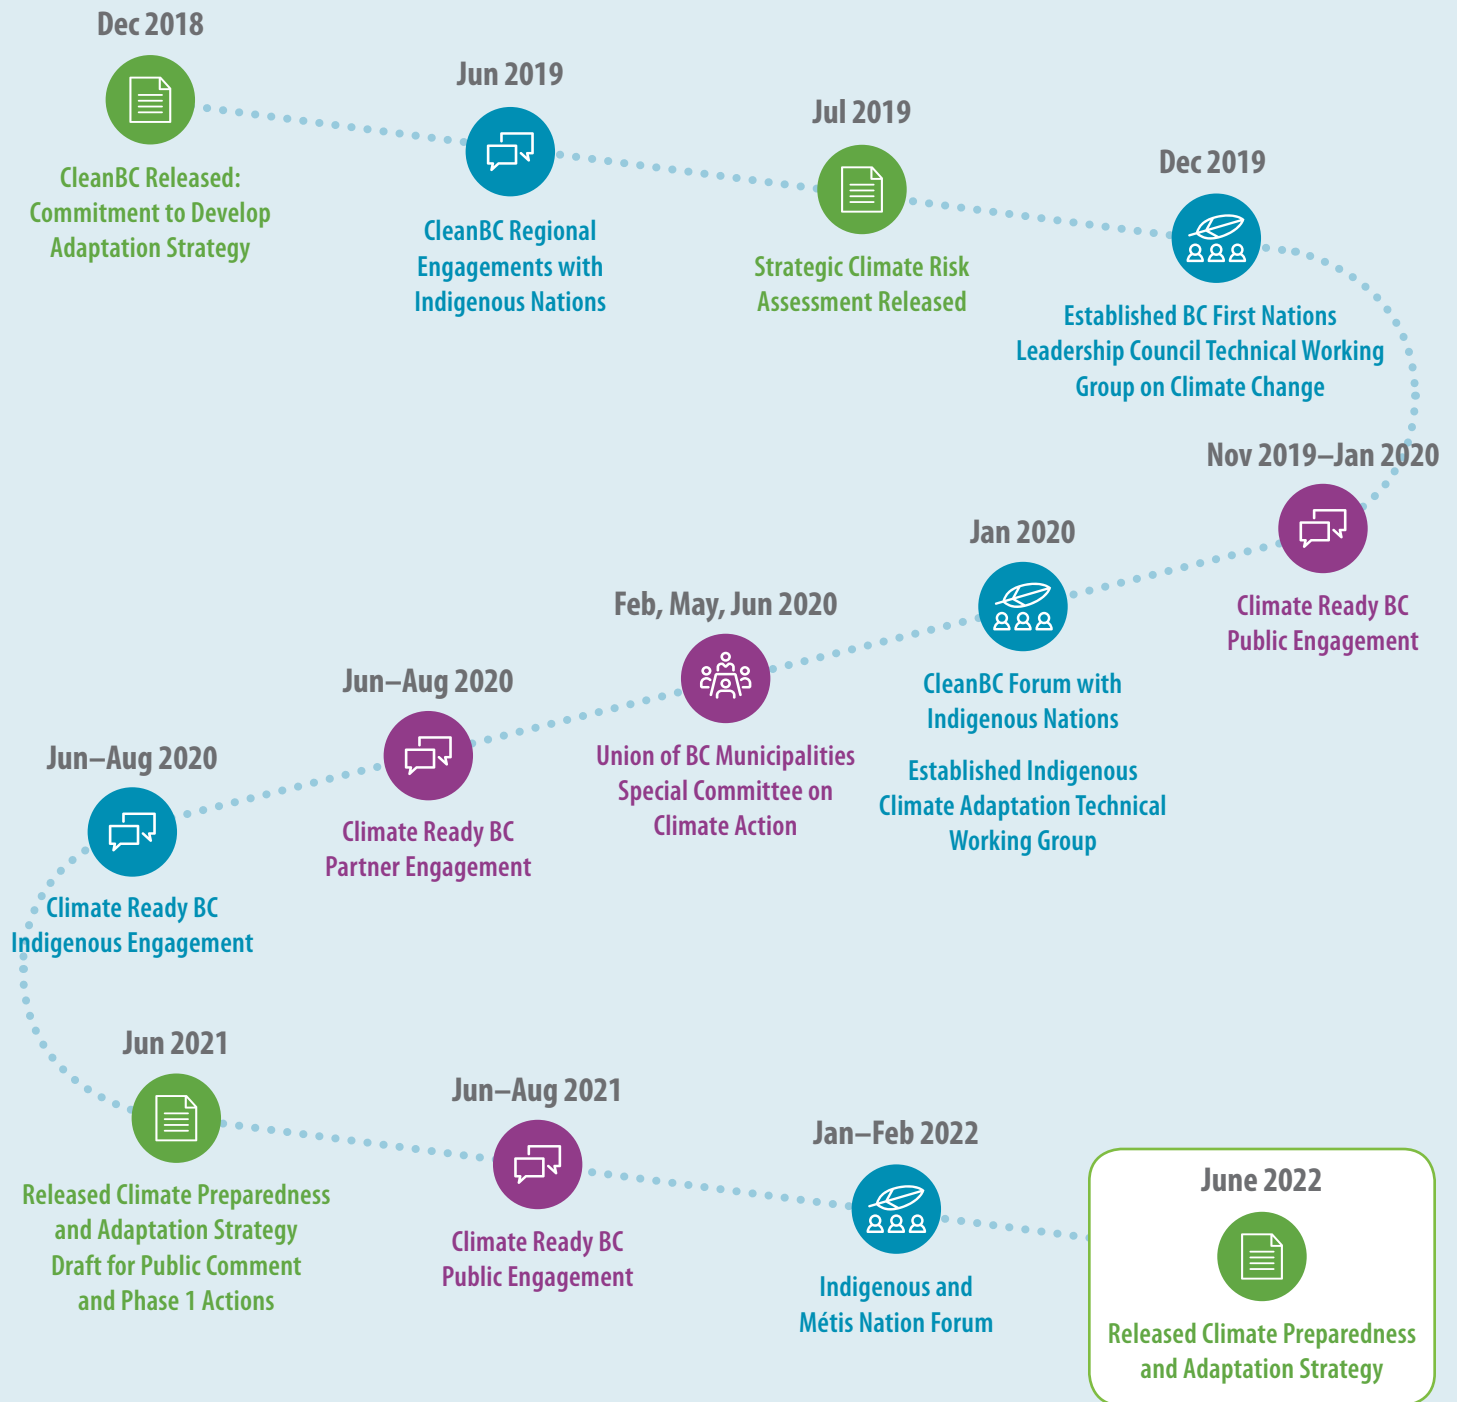 Dec 2018
CleanBC Released:
Commitment to Develop
Adaptation Strategy
Jun 2019
CleanBC Regional
Engagements with
Indigenous Nations
Jul 2019
Strategic Climate Risk
Assessment Released
Dec 2019
Established BC First Nations
Leadership Council Technical Working
Group on Climate Change
Nov 2019–Jan 2020
Climate Ready BC
Public Engagement
Jan 2020
CleanBC Forum with
Indigenous Nations
Established Indigenous
Climate Adaptation Technical
Working Group
Feb, May, Jun 2020
Union of BC Municipalities
Special Committee on
Climate Action
Jun–Aug 2020
Climate Ready BC
Partner Engagement
Jun–Aug 2020
Climate Ready BC
Indigenous Engagement
Jun 2021
Released Climate Preparedness
and Adaptation Strategy
Draft for Public Comment
and Phase 1 Actions
Jun–Aug 2021
Climate Ready BC
Public Engagement
Jan–Feb 2022
Indigenous and
Métis Nation Forum
June 2022
Released Climate Preparedness
and Adaptation Strategy